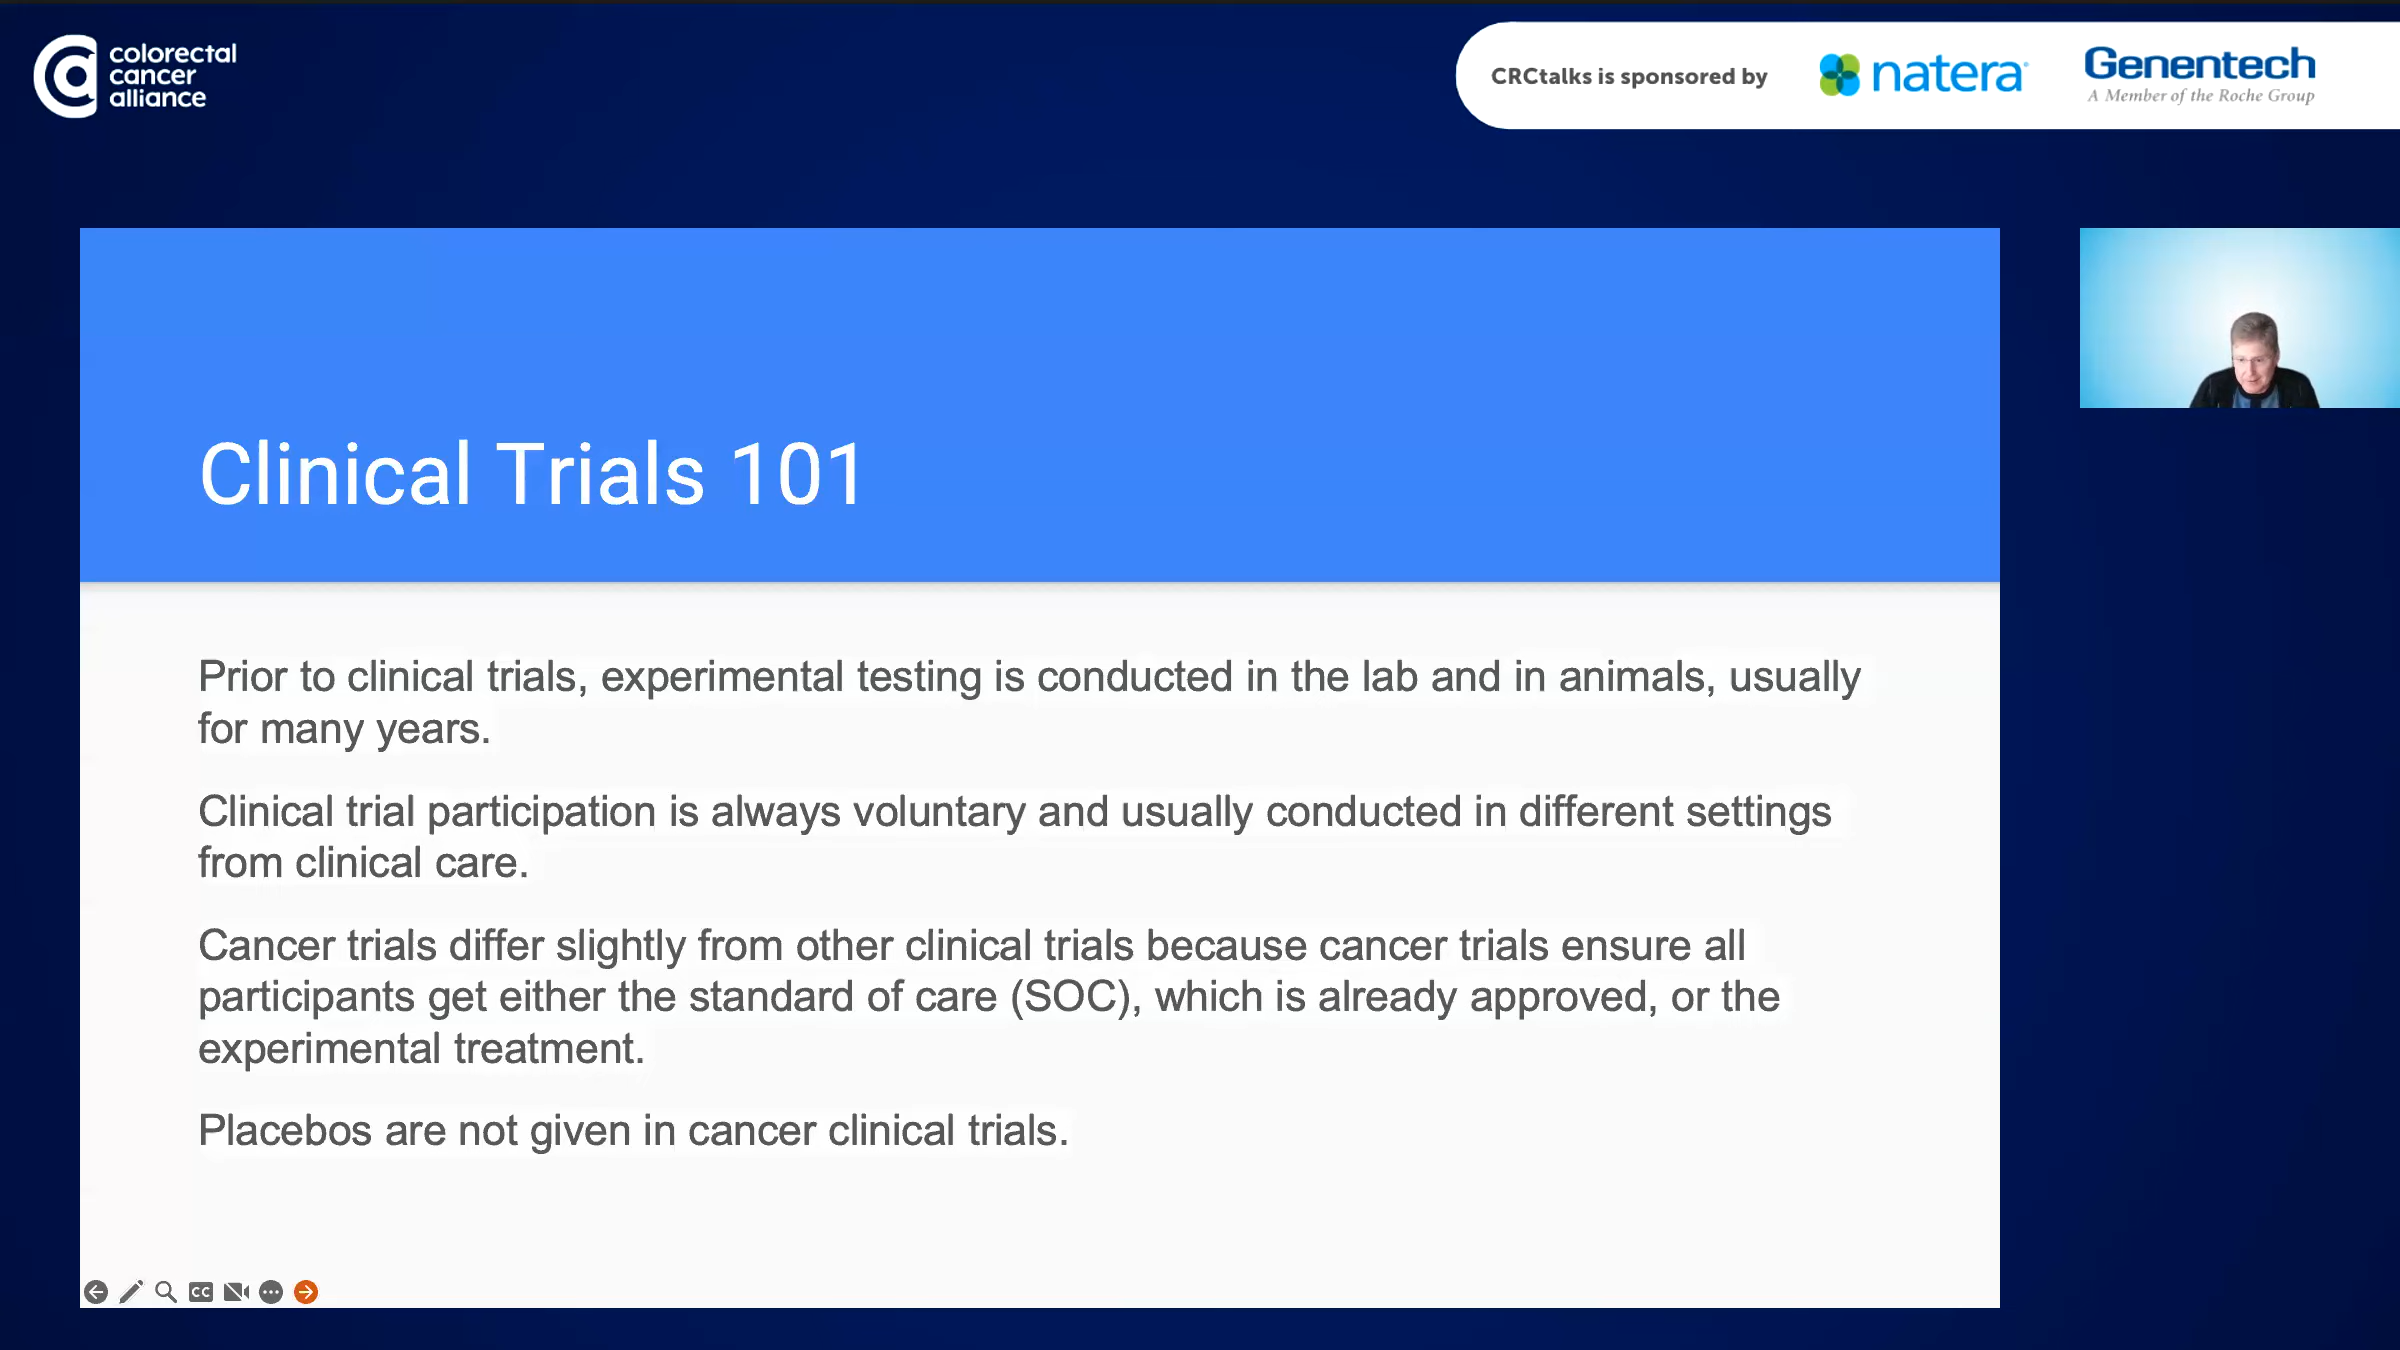 colorectal
cancer
alliance
CRCtalks is sponsored by
natera
Genentech
A Member of the Roche Group
Clinical Trials 101
Prior to clinical trials, experimental testing is conducted in the lab and in animals, usually
for many years.
Clinical trial participation is always voluntary and usually conducted in different settings
from clinical care.
Cancer trials differ slightly from other clinical trials because cancer trials ensure all
participants get either the standard of care (SOC), which is already approved, or the
experimental treatment.
Placebos are not given in cancer clinical trials.
CC